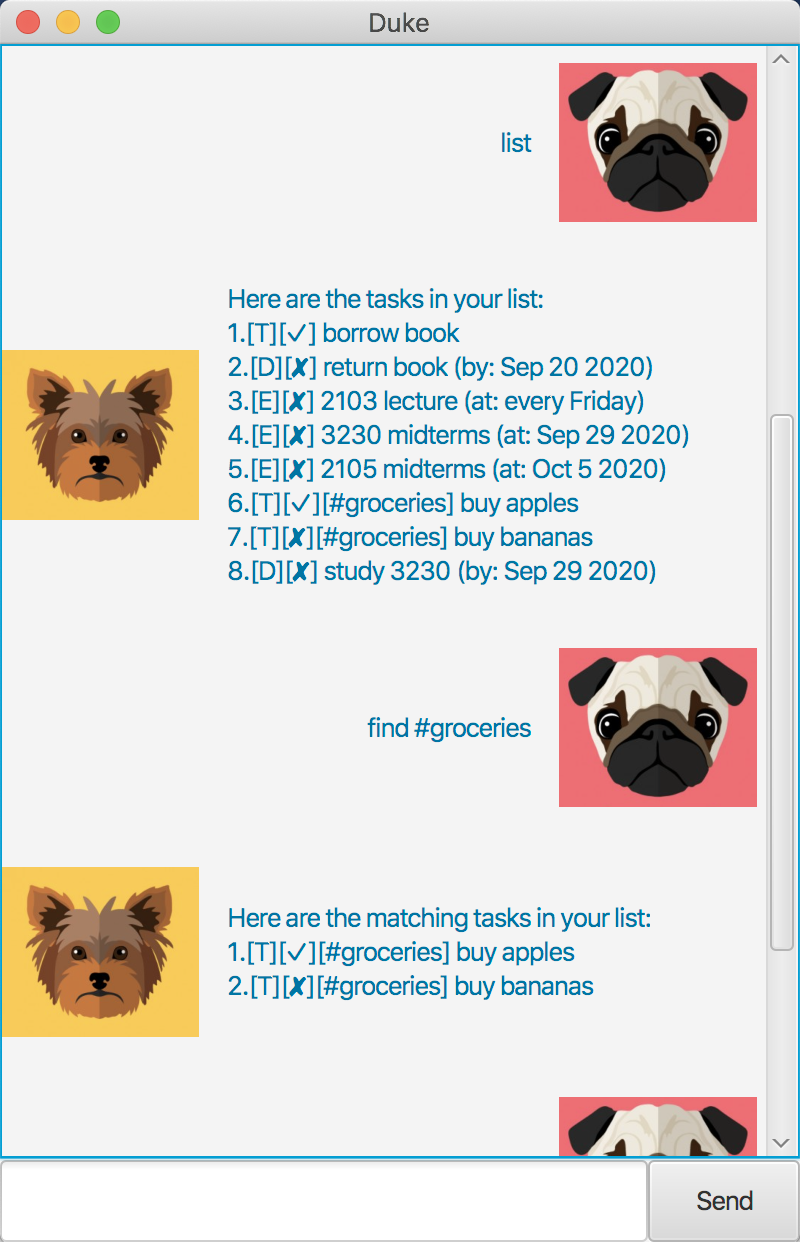 Duke
list
Here are the tasks in your list:
1.[T][✓] borrow book
2.[D][✘] return book (by: Sep 20 2020)
3.[E][✘] 2103 lecture (at: every Friday)
4.[E][✘] 3230 midterms (at: Sep 29 2020)
5.[E][✘] 2105 midterms (at: Oct 5 2020)
6.[T][✓][#groceries] buy apples
7.[T][✘][#groceries] buy bananas
8.[D][✘] study 3230 (by: Sep 29 2020)
find #groceries
Here are the matching tasks in your list:
1.[T][✓][#groceries] buy apples
2.[T][✘][#groceries] buy bananas
Send